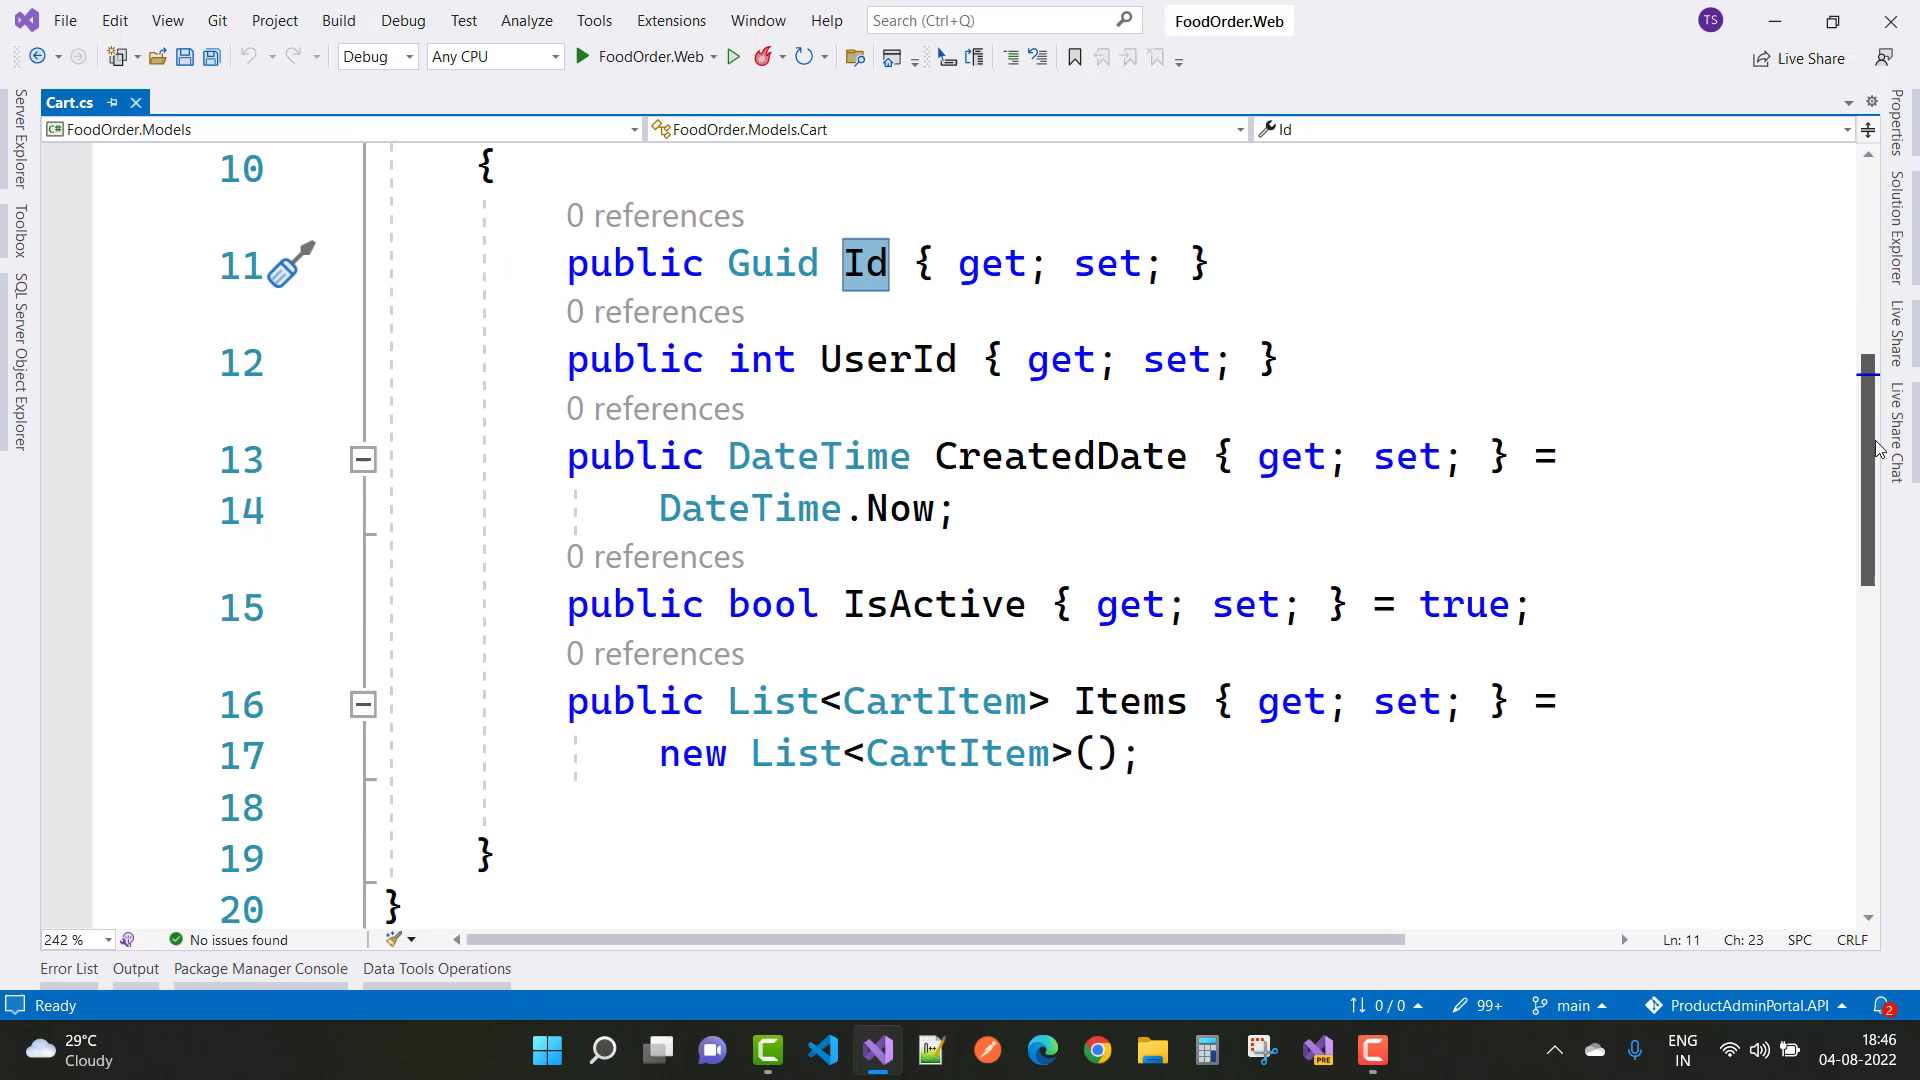 File Edit View Git Project Build Debug Test Analyze Tools Extensions Window Help Search (Ctrl+Q) FoodOrder.Web TS
Debug Any CPU FoodOrder.Web Live Share
Cart.cs
FoodOrder.Models FoodOrder.Models.Cart Id
Server Explorer
Toolbox
SQL Server Object Explorer
10 {
0 references
11 public Guid Id { get; set; }
0 references
12 public int UserId { get; set; }
0 references
13 public DateTime CreatedDate { get; set; } =
14 DateTime.Now;
0 references
15 public bool IsActive { get; set; } = true;
0 references
16 public List<CartItem> Items { get; set; } =
17 new List<CartItem>();
18
19 }
20 }
Properties
Solution Explorer
Live Share
Live Share Chat
242 % No issues found Ln: 11 Ch: 23 SPC CRLF
Error List Output Package Manager Console Data Tools Operations
Ready 0 / 0 99+ main ProductAdminPortal.API 2
29°C
Cloudy
PRE
ENG
IN
18:46
04-08-2022